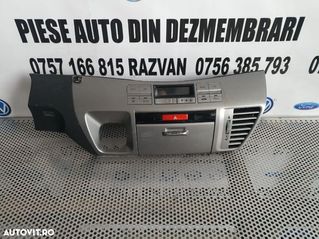 PIESE AUTO DIN DEZMEMBRARI
0757 166 815 RAZVAN 0756 385 793
AUTOVIT.RO